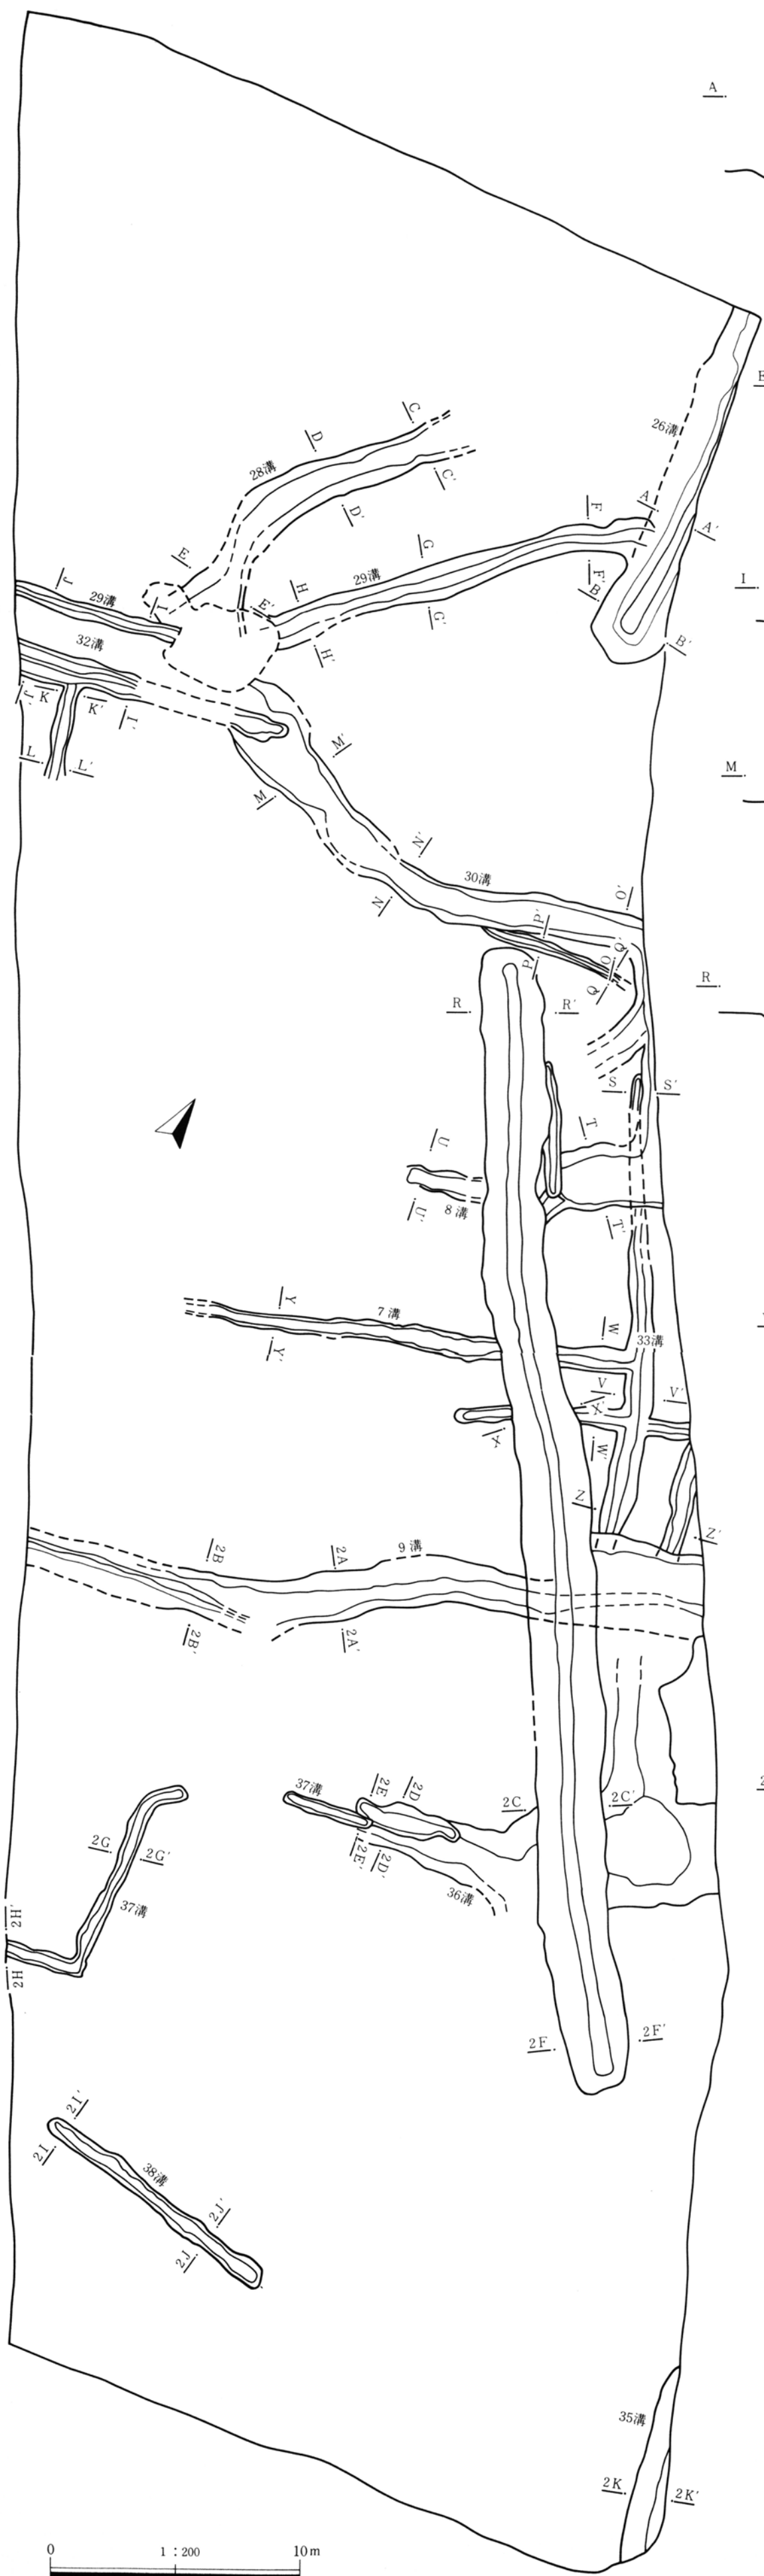 A
E
26溝
C
D
28溝
C'
A
F
D'
A'
G
E
H
29溝
F'
I
J
B
29溝
I
E'
G'
32溝
B'
H'
K
K'
J'
I'
M'
L
L'
M
M
N'
30溝
O'
N
P'
Q'
O
P
R
Q
R
R'
S
S'
T
U
U'
8溝
T'
Y
7溝
W
33溝
Y'
V
V'
X'
X
W'
Z
2B
2A
9溝
Z'
2B'
2A'
37溝
2E
2D
2C
2C'
2G
2G'
2E'
2D'
36溝
37溝
2H'
2H
2F
2F'
2I'
2I
38溝
2J'
2J
35溝
2K
2K'
0
1:200
10m